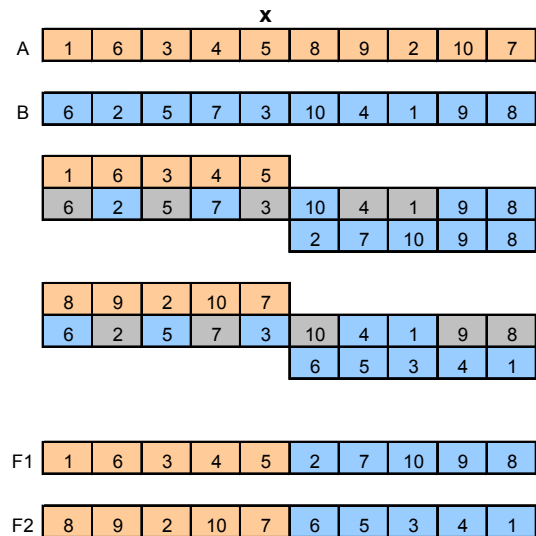 x
A 1 6 3 4 5 8 9 2 10 7
B 6 2 5 7 3 10 4 1 9 8
1 6 3 4 5
6 2 5 7 3 10 4 1 9 8
2 7 10 9 8
8 9 2 10 7
6 2 5 7 3 10 4 1 9 8
6 5 3 4 1
F1 1 6 3 4 5 2 7 10 9 8
F2 8 9 2 10 7 6 5 3 4 1